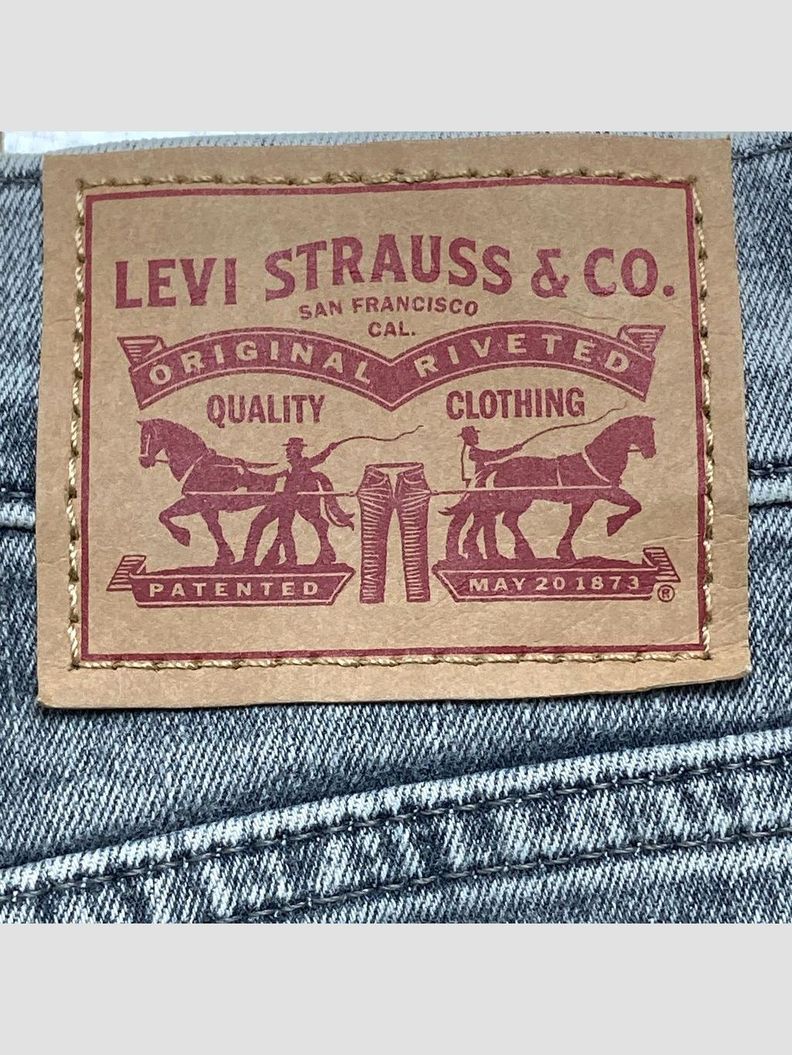 LEVI STRAUSS & CO.
SAN FRANCISCO
CAL.
ORIGINAL RIVETED
QUALITY CLOTHING
PATENTED MAY 20 1873 ®